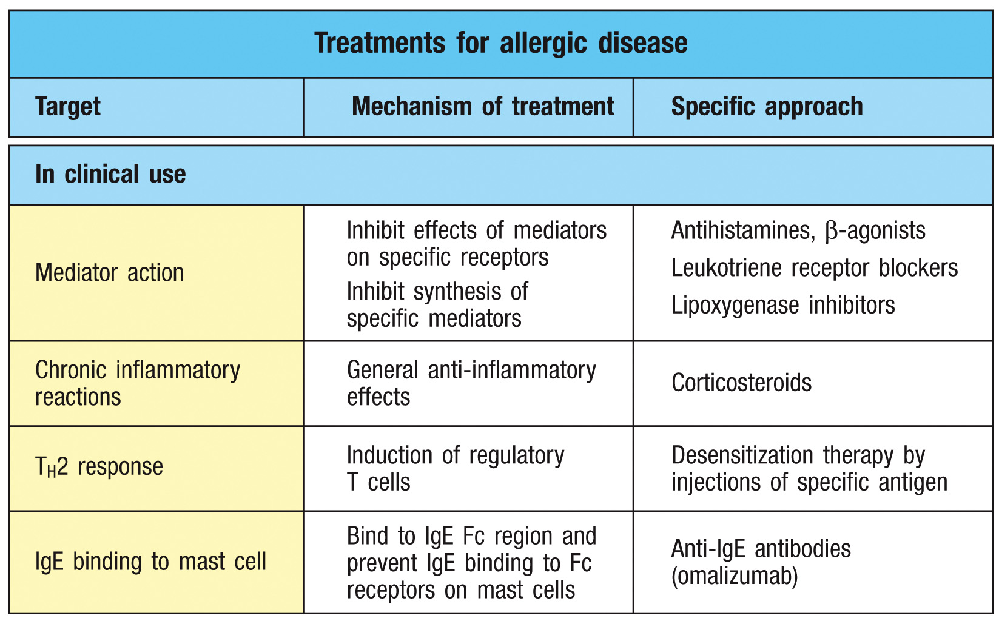 Treatments for allergic disease
Target
Mechanism of treatment
Specific approach
In clinical use
Mediator action
Inhibit effects of mediators
on specific receptors
Inhibit synthesis of
specific mediators
Antihistamines, β-agonists
Leukotriene receptor blockers
Lipoxygenase inhibitors
Chronic inflammatory
reactions
General anti-inflammatory
effects
Corticosteroids
TH2 response
Induction of regulatory
T cells
Desensitization therapy by
injections of specific antigen
IgE binding to mast cell
Bind to IgE Fc region and
prevent IgE binding to Fc
receptors on mast cells
Anti-IgE antibodies
(omalizumab)